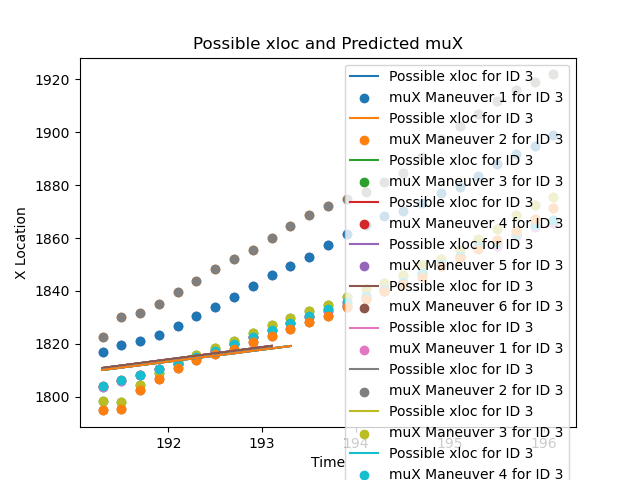 Possible xloc and Predicted muX
X Location
1920
1900
1880
1860
1840
1820
1800
192
193
194
195
196
Time
Possible xloc for ID 3
muX Maneuver 1 for ID 3
Possible xloc for ID 3
muX Maneuver 2 for ID 3
Possible xloc for ID 3
muX Maneuver 3 for ID 3
Possible xloc for ID 3
muX Maneuver 4 for ID 3
Possible xloc for ID 3
muX Maneuver 5 for ID 3
Possible xloc for ID 3
muX Maneuver 6 for ID 3
Possible xloc for ID 3
muX Maneuver 1 for ID 3
Possible xloc for ID 3
muX Maneuver 2 for ID 3
Possible xloc for ID 3
muX Maneuver 3 for ID 3
Possible xloc for ID 3
muX Maneuver 4 for ID 3